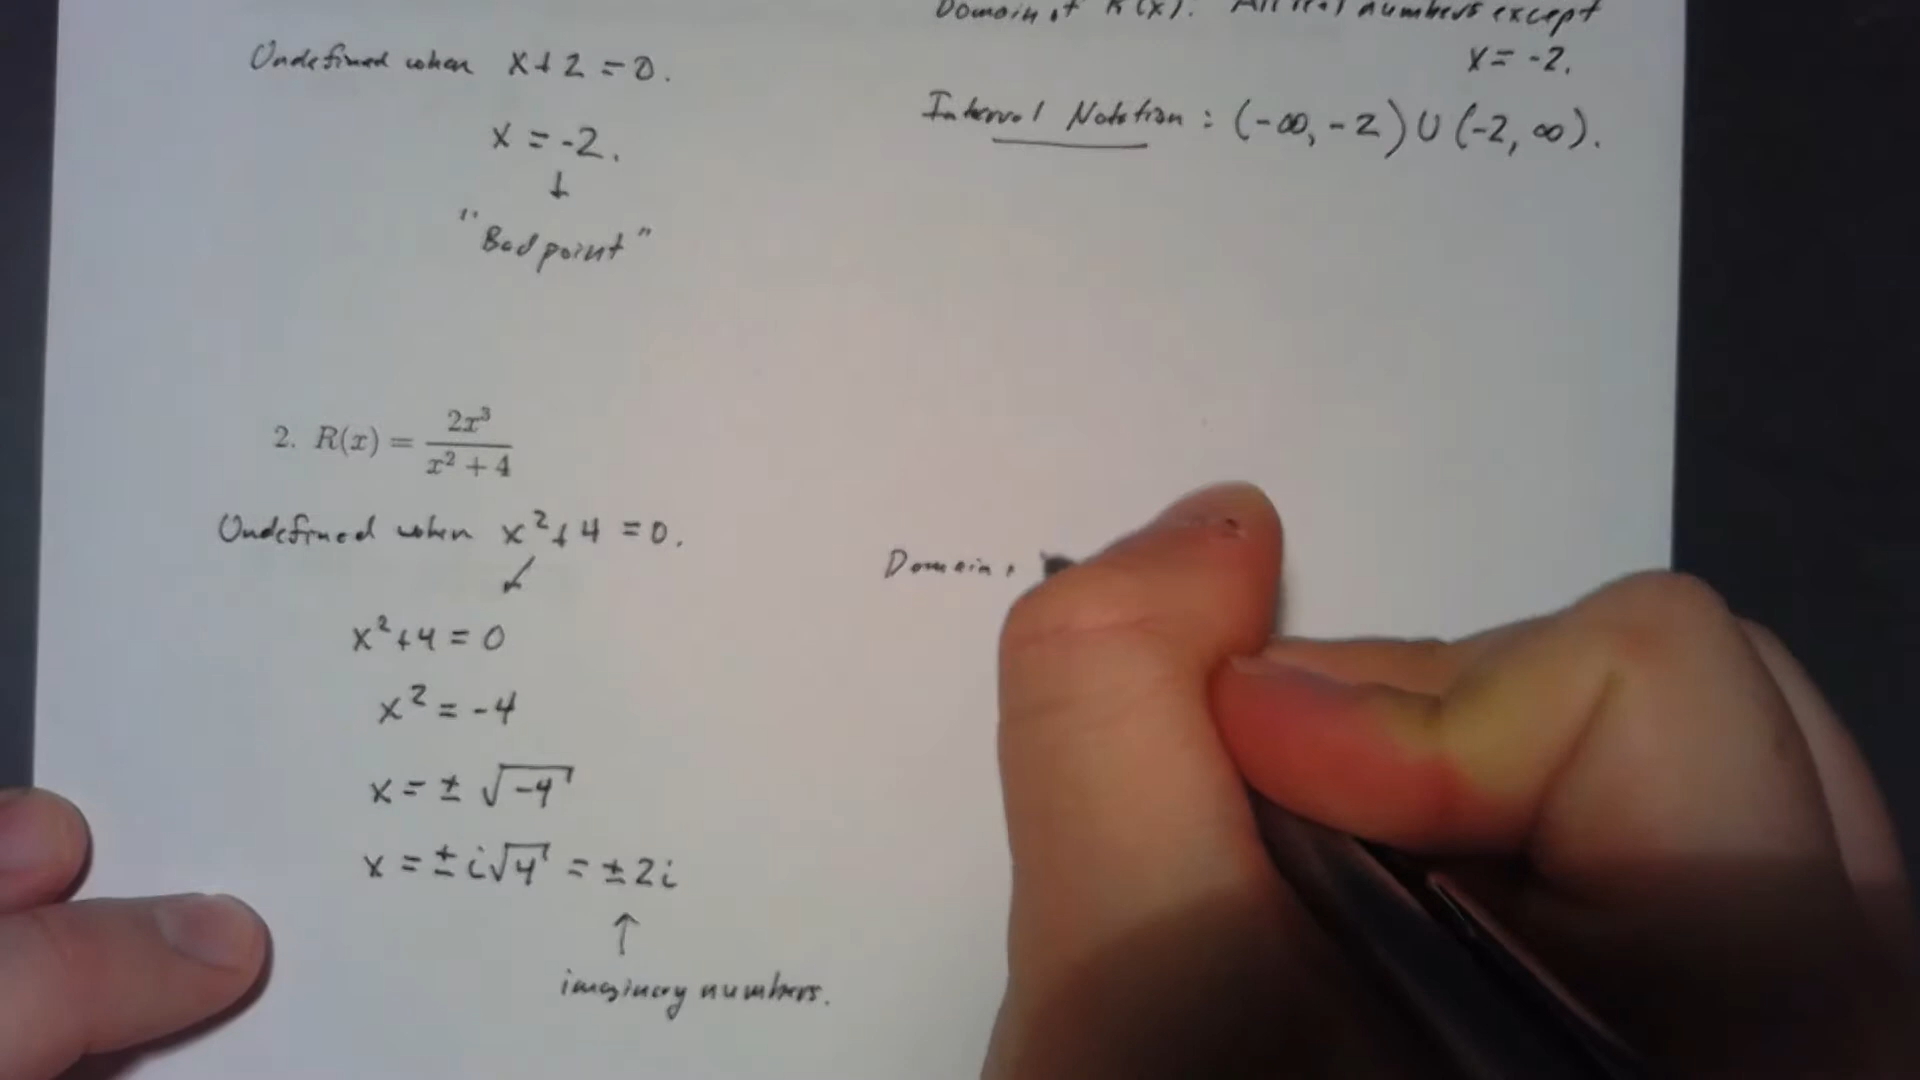 Domain of R(x): All real numbers except
x = -2.
Undefined when x+2 = 0.
Interval Notation : (-∞, -2) ∪ (-2, ∞).
x = -2.
↓
"Bad point"
2. R(x) = 2x³ / x² + 4
Undefined when x²+4 = 0.
Domain:
x²+4 = 0
x² = -4
x = ± √-4
x = ± i√4 = ± 2i
↑
imaginary numbers.